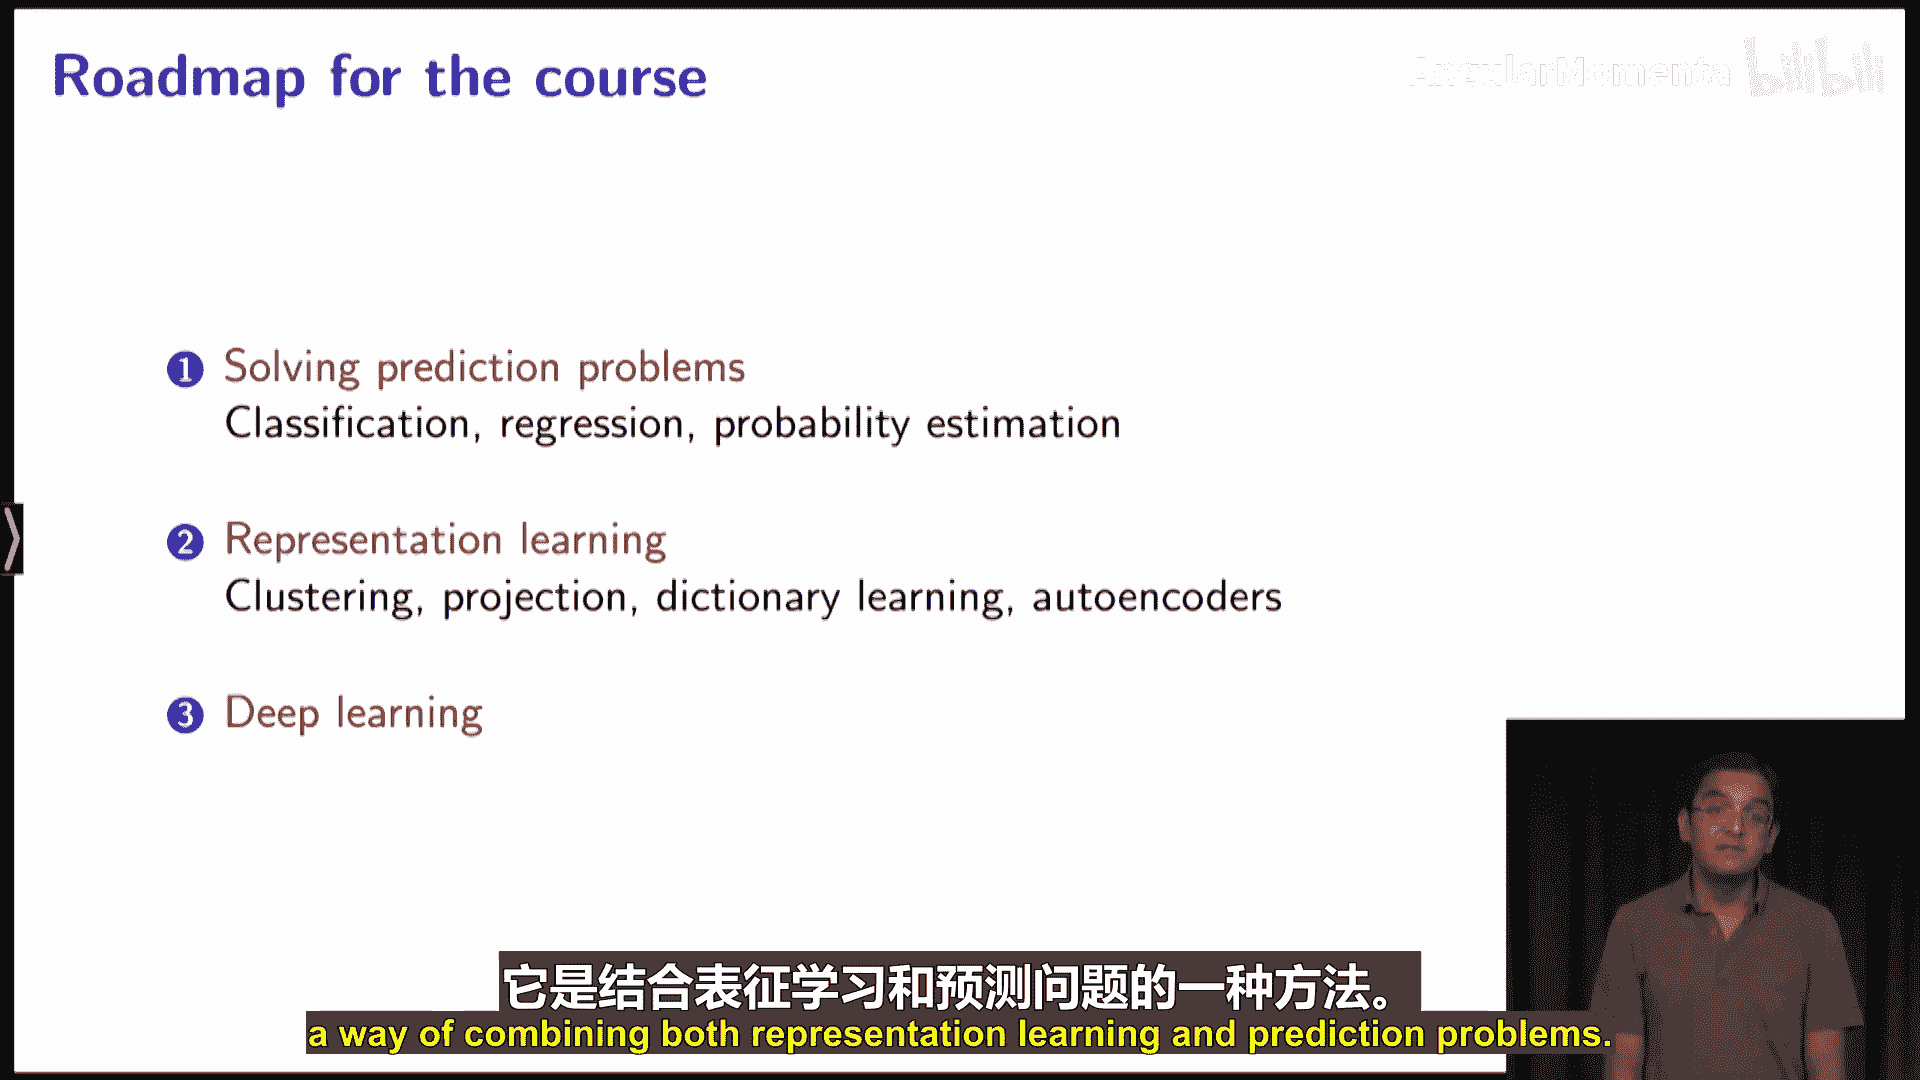 Roadmap for the course
AngularMomenta bilibili
1 Solving prediction problems
Classification, regression, probability estimation
2 Representation learning
Clustering, projection, dictionary learning, autoencoders
3 Deep learning
它是结合表征学习和预测问题的一种方法。
a way of combining both representation learning and prediction problems.